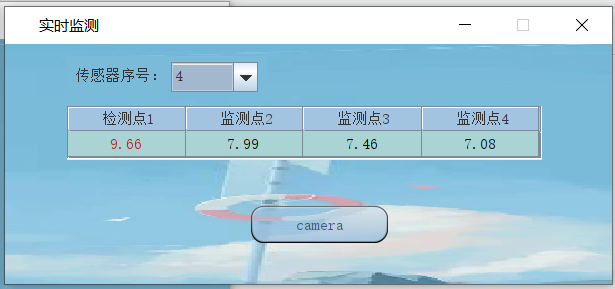 实时监测
传感器序号： 4
检测点1 监测点2 监测点3 监测点4
9.66 7.99 7.46 7.08
camera